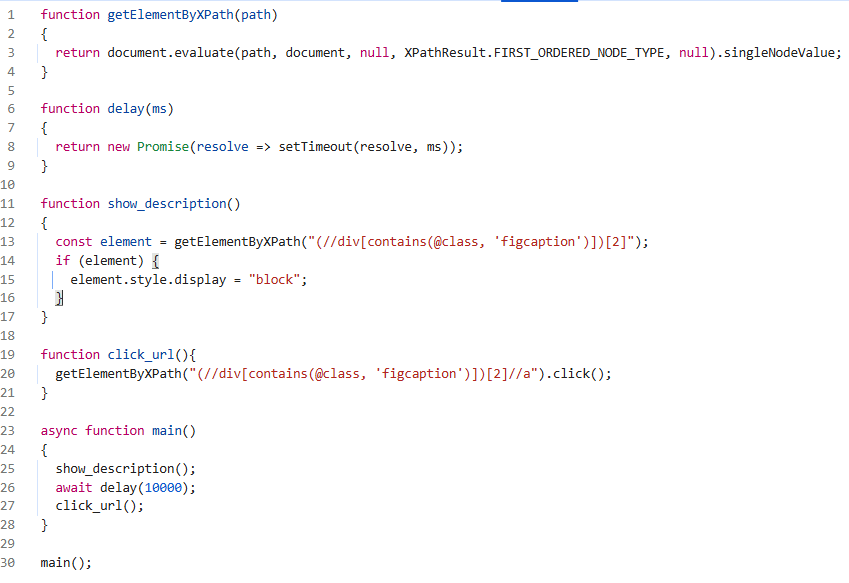 1 function getElementByXPath(path)
2 {
3 return document.evaluate(path, document, null, XPathResult.FIRST_ORDERED_NODE_TYPE, null).singleNodeValue;
4 }
5
6 function delay(ms)
7 {
8 return new Promise(resolve => setTimeout(resolve, ms));
9 }
10
11 function show_description()
12 {
13 const element = getElementByXPath("(//div[contains(@class, 'figcaption')])[2]");
14 if (element) {
15 element.style.display = "block";
16 }
17 }
18
19 function click_url(){
20 getElementByXPath("(//div[contains(@class, 'figcaption')])[2]//a").click();
21 }
22
23 async function main()
24 {
25 show_description();
26 await delay(10000);
27 click_url();
28 }
29
30 main();